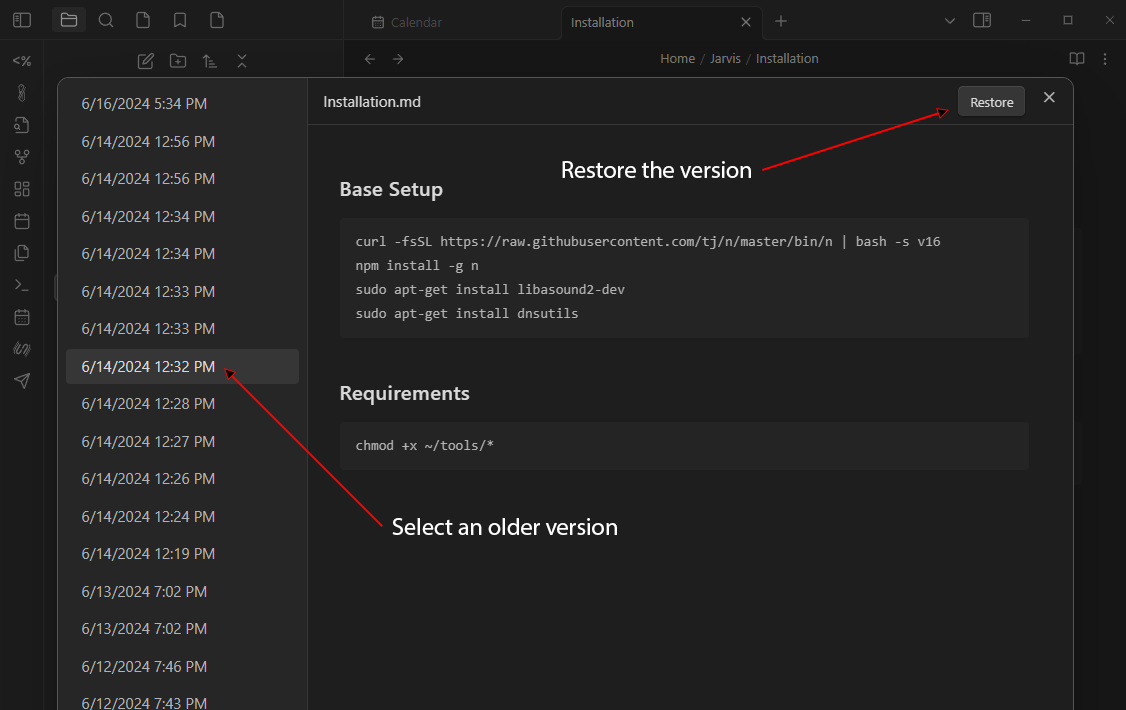 Calendar
Installation
<%
Home / Jarvis / Installation
6/16/2024 5:34 PM
6/14/2024 12:56 PM
6/14/2024 12:56 PM
6/14/2024 12:34 PM
6/14/2024 12:34 PM
6/14/2024 12:33 PM
6/14/2024 12:33 PM
6/14/2024 12:32 PM
6/14/2024 12:28 PM
6/14/2024 12:27 PM
6/14/2024 12:26 PM
6/14/2024 12:24 PM
6/14/2024 12:19 PM
6/13/2024 7:02 PM
6/13/2024 7:02 PM
6/12/2024 7:46 PM
6/12/2024 7:43 PM
Installation.md
Restore
Restore the version
Base Setup
curl -fsSL https://raw.githubusercontent.com/tj/n/master/bin/n | bash -s v16
npm install -g n
sudo apt-get install libasound2-dev
sudo apt-get install dnsutils
Requirements
chmod +x ~/tools/*
Select an older version